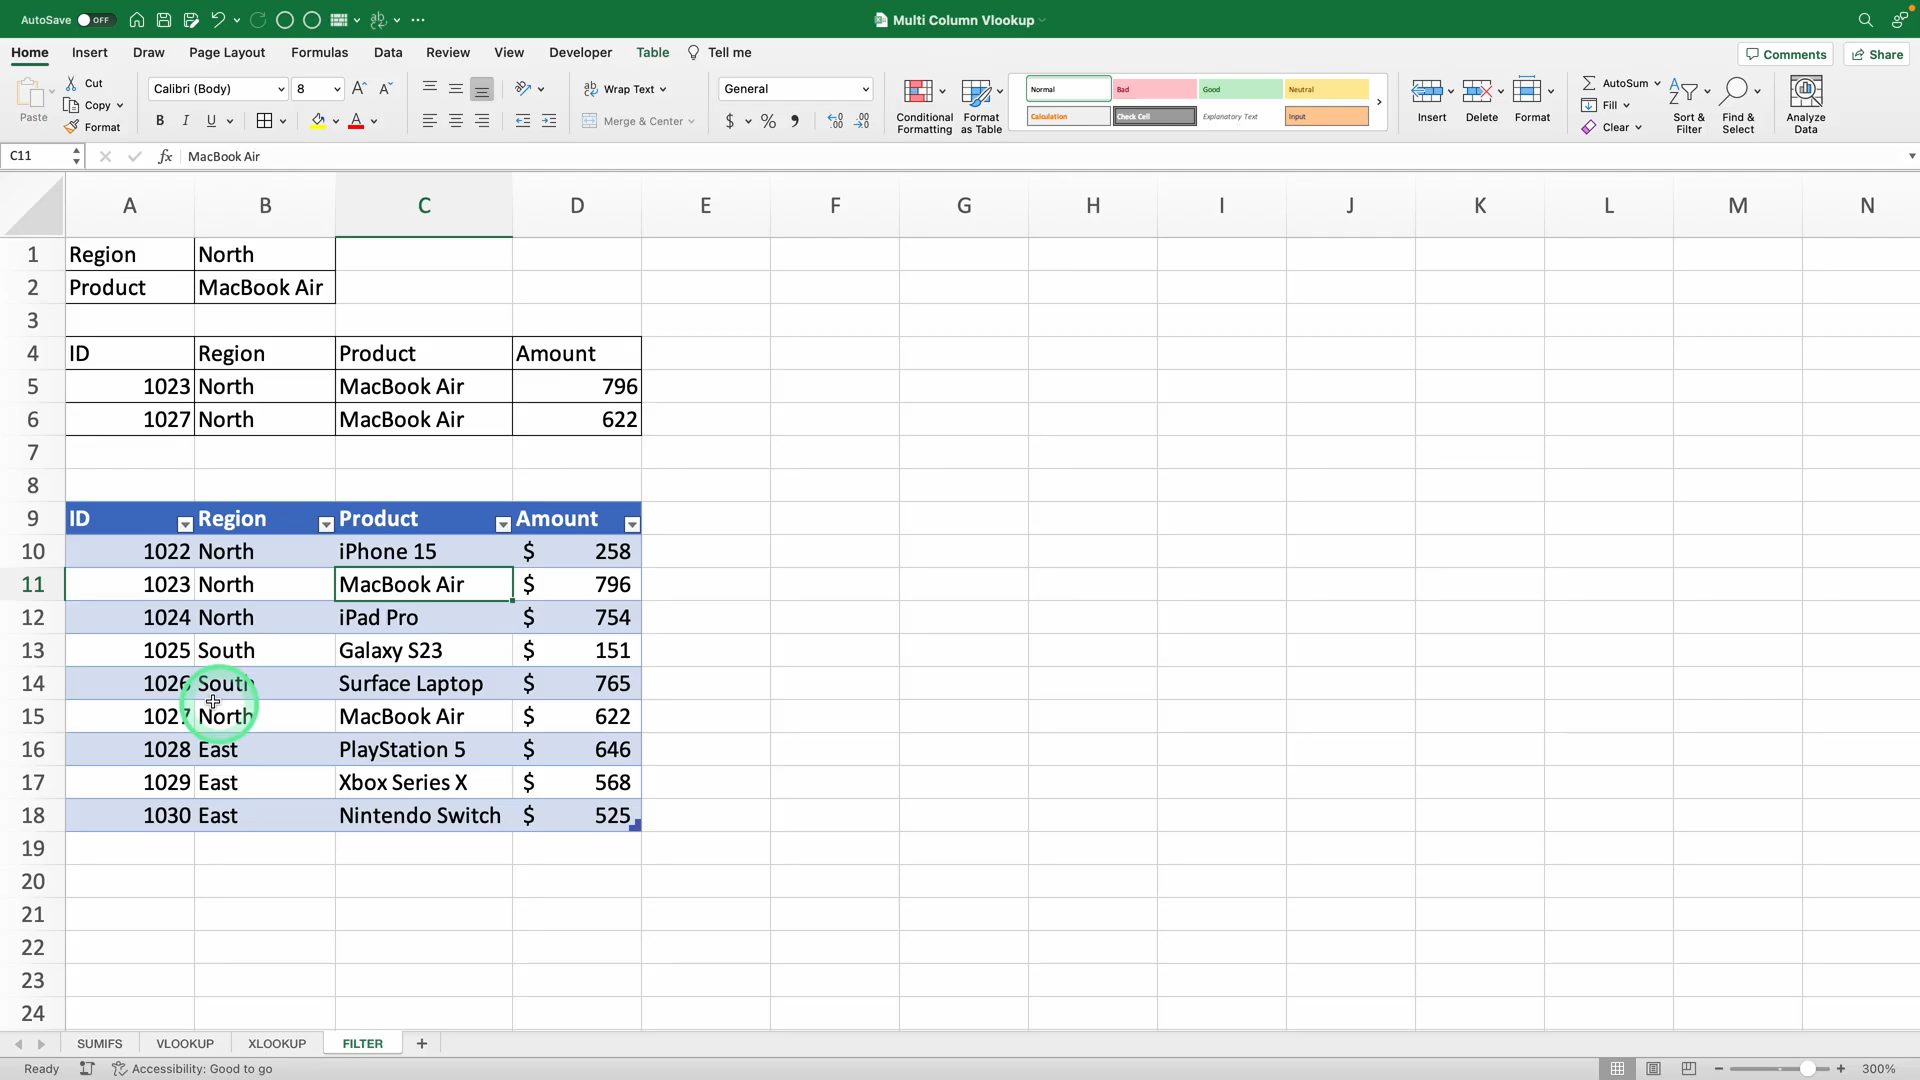 AutoSave OFF
Multi Column Vlookup
Home Insert Draw Page Layout Formulas Data Review View Developer Table Tell me
Comments Share
Paste
Cut
Copy
Format
Calibri (Body) 8
B I U
Wrap Text
Merge & Center
General
$ %
Conditional Formatting
Format as Table
Normal Bad Good Neutral
Calculation Check Cell Explanatory Text Input
Insert Delete Format
AutoSum
Fill
Clear
Sort & Filter
Find & Select
Analyze Data
C11 fx MacBook Air
A B C D E F G H I J K L M N
1 Region North
2 Product MacBook Air
3
4 ID Region Product Amount
5 1023 North MacBook Air 796
6 1027 North MacBook Air 622
7
8
9 ID Region Product Amount
10 1022 North iPhone 15 $ 258
11 1023 North MacBook Air $ 796
12 1024 North iPad Pro $ 754
13 1025 South Galaxy S23 $ 151
14 1026 South Surface Laptop $ 765
15 1027 North MacBook Air $ 622
16 1028 East PlayStation 5 $ 646
17 1029 East Xbox Series X $ 568
18 1030 East Nintendo Switch $ 525
19
20
21
22
23
24
SUMIFS VLOOKUP XLOOKUP FILTER +
Ready Accessibility: Good to go 300%